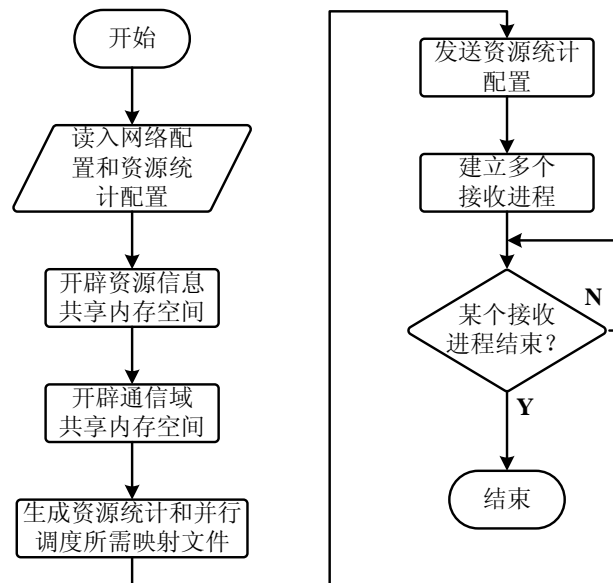 开始
读入网络配
置和资源统
计配置
开辟资源信息
共享内存空间
开辟通信域
共享内存空间
生成资源统计和并行
调度所需映射文件
发送资源统计
配置
建立多个
接收进程
某个接收
进程结束？
N
Y
结束